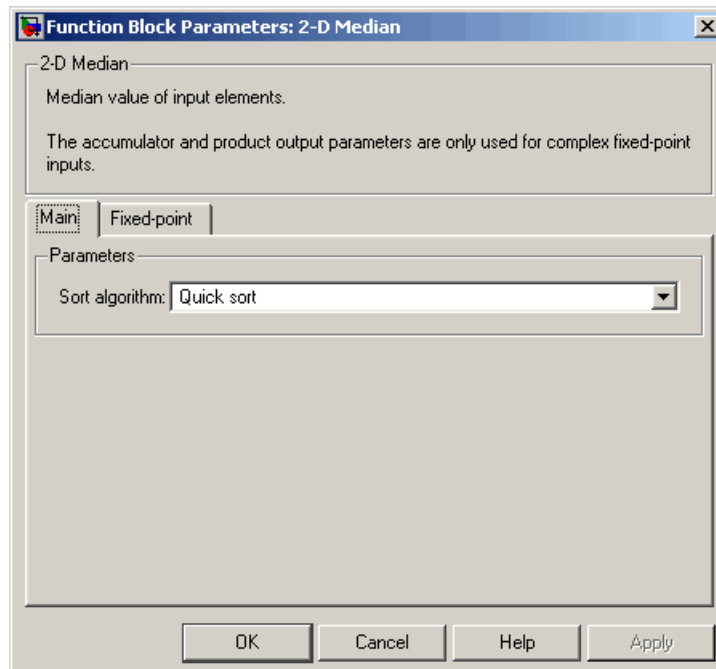 Function Block Parameters: 2-D Median
2-D Median
Median value of input elements.
The accumulator and product output parameters are only used for complex fixed-point
inputs.
Main
Fixed-point
Parameters
Sort algorithm: Quick sort
OK
Cancel
Help
Apply